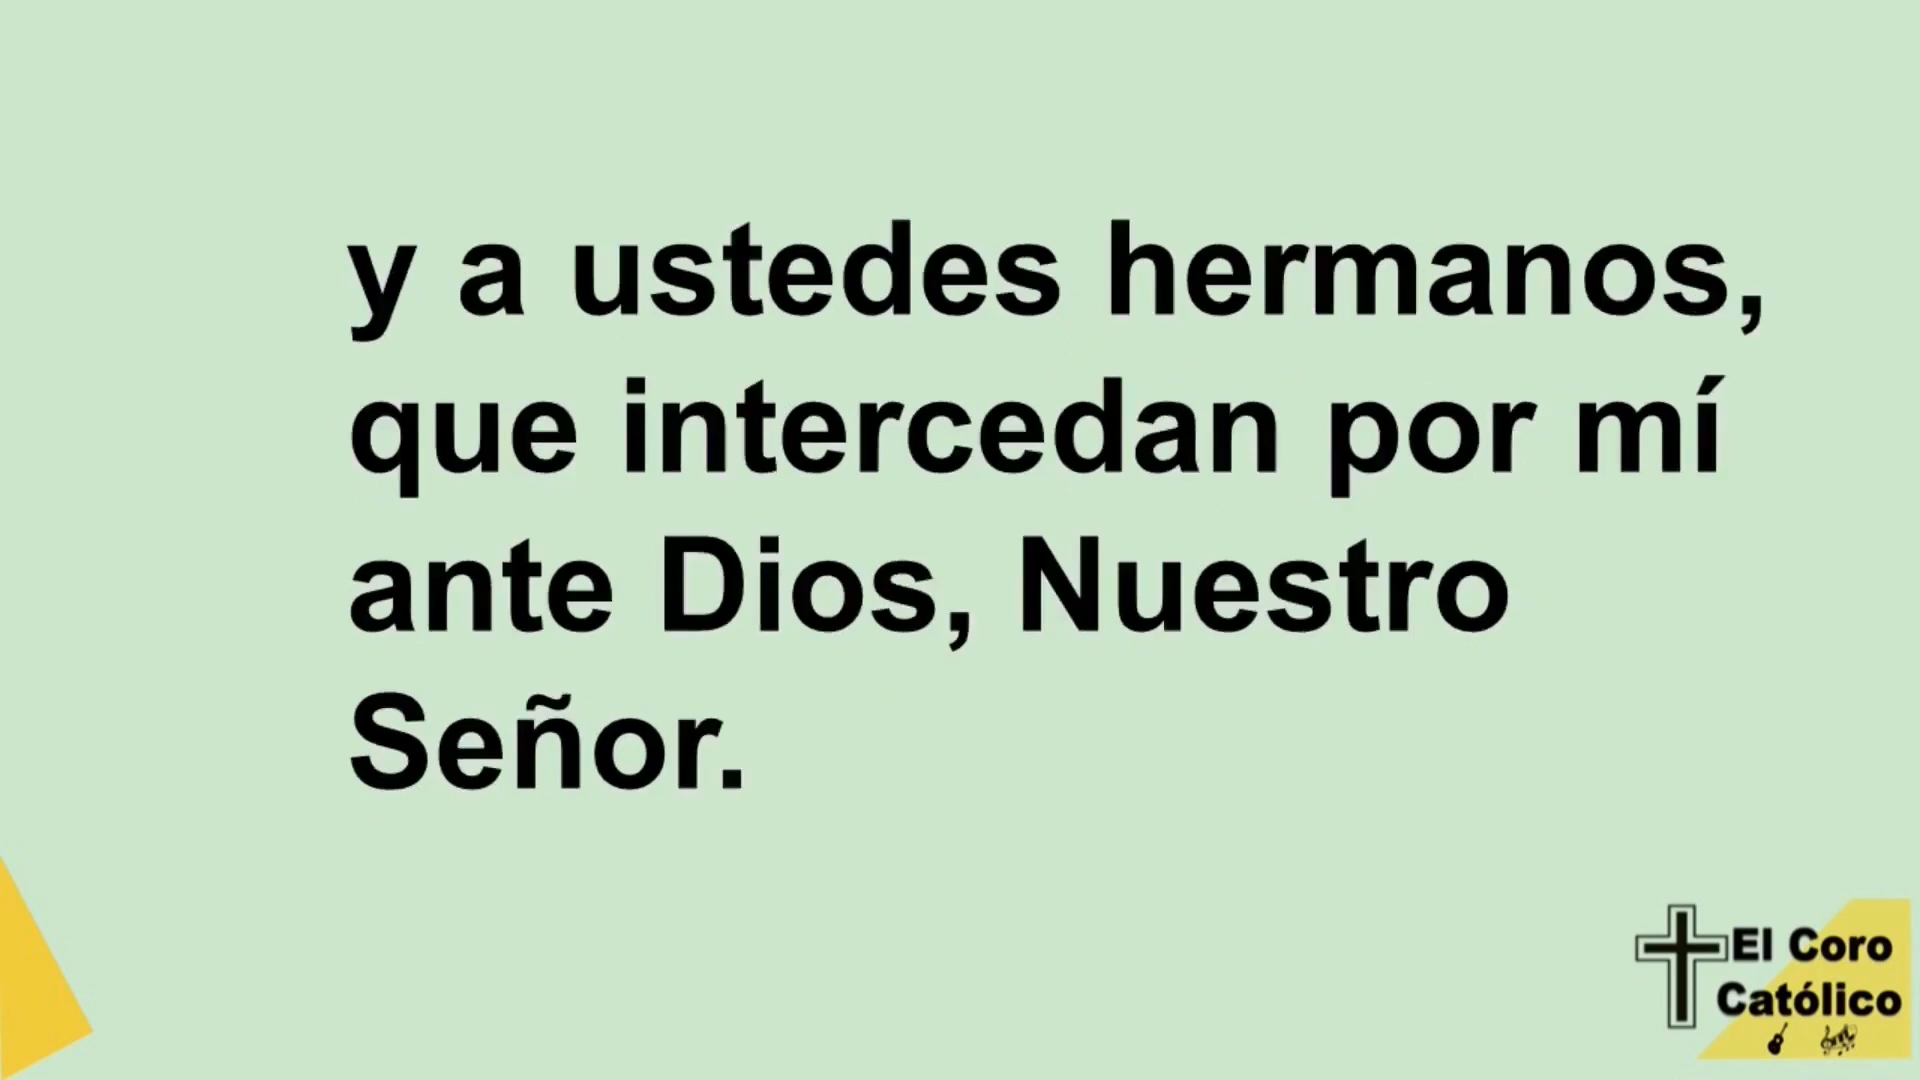 y a ustedes hermanos,
que intercedan por mí
ante Dios, Nuestro
Señor.
El Coro
Católico